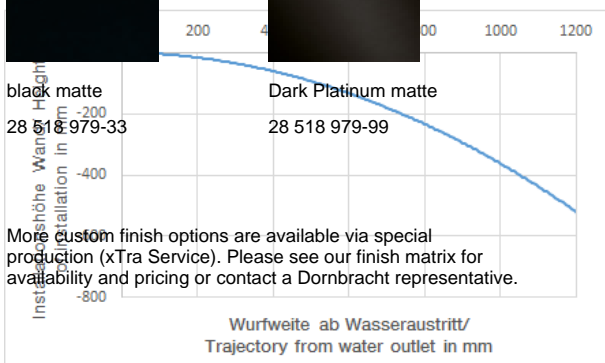 200 1000 1200
black matte Dark Platinum matte
28 518 979-33 28 518 979-99
-200
-400
More custom finish options are available via special
production (xTra Service). Please see our finish matrix for
availability and pricing or contact a Dornbracht representative.
-800
Wurfweite ab Wasseraustritt/
Trajectory from water outlet in mm